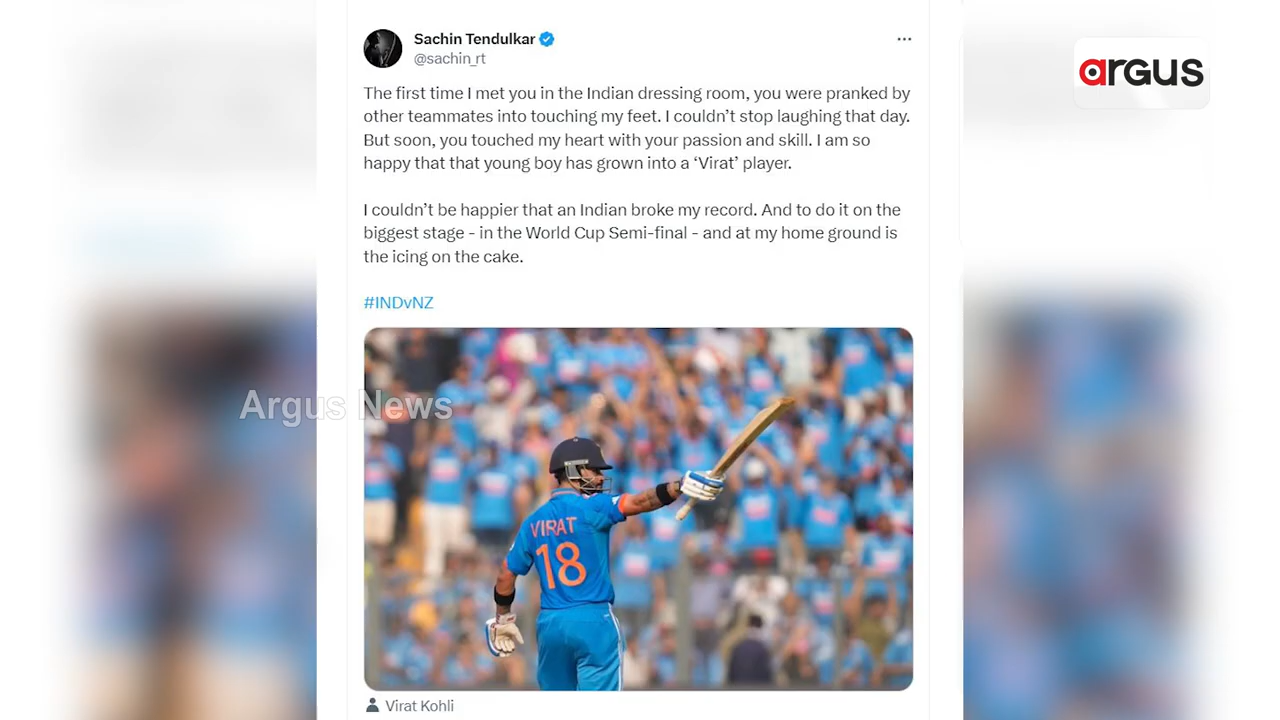 Sachin Tendulkar
@sachin_rt
argus
The first time I met you in the Indian dressing room, you were pranked by
other teammates into touching my feet. I couldn’t stop laughing that day.
But soon, you touched my heart with your passion and skill. I am so
happy that that young boy has grown into a ‘Virat’ player.
I couldn’t be happier that an Indian broke my record. And to do it on the
biggest stage - in the World Cup Semi-final - and at my home ground is
the icing on the cake.
#INDvNZ
Argus News
VIRAT
18
Virat Kohli